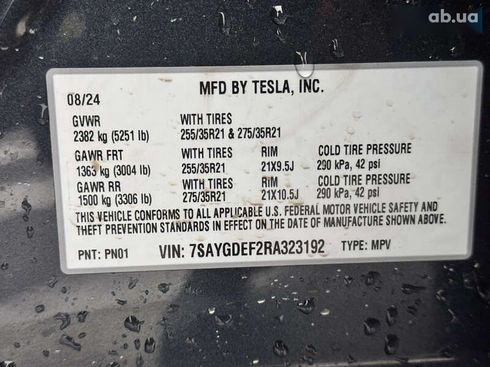 ab.ua
MFD BY TESLA, INC.
08/24
GVWR WITH TIRES
2382 kg (5251 lb) 255/35R21 & 275/35R21
GAWR FRT WITH TIRES RIM COLD TIRE PRESSURE
1363 kg (3004 lb) 255/35R21 21X9.5J 290 kPa, 42 psi
GAWR RR WITH TIRES RIM COLD TIRE PRESSURE
1500 kg (3306 lb) 275/35R21 21X10.5J 290 kPa, 42 psi
THIS VEHICLE CONFORMS TO ALL APPLICABLE U.S. FEDERAL MOTOR VEHICLE SAFETY AND
THEFT PREVENTION STANDARDS IN EFFECT ON THE DATE OF MANUFACTURE SHOWN ABOVE.
PNT: PN01 VIN: 7SAYGDEF2RA323192 TYPE: MPV